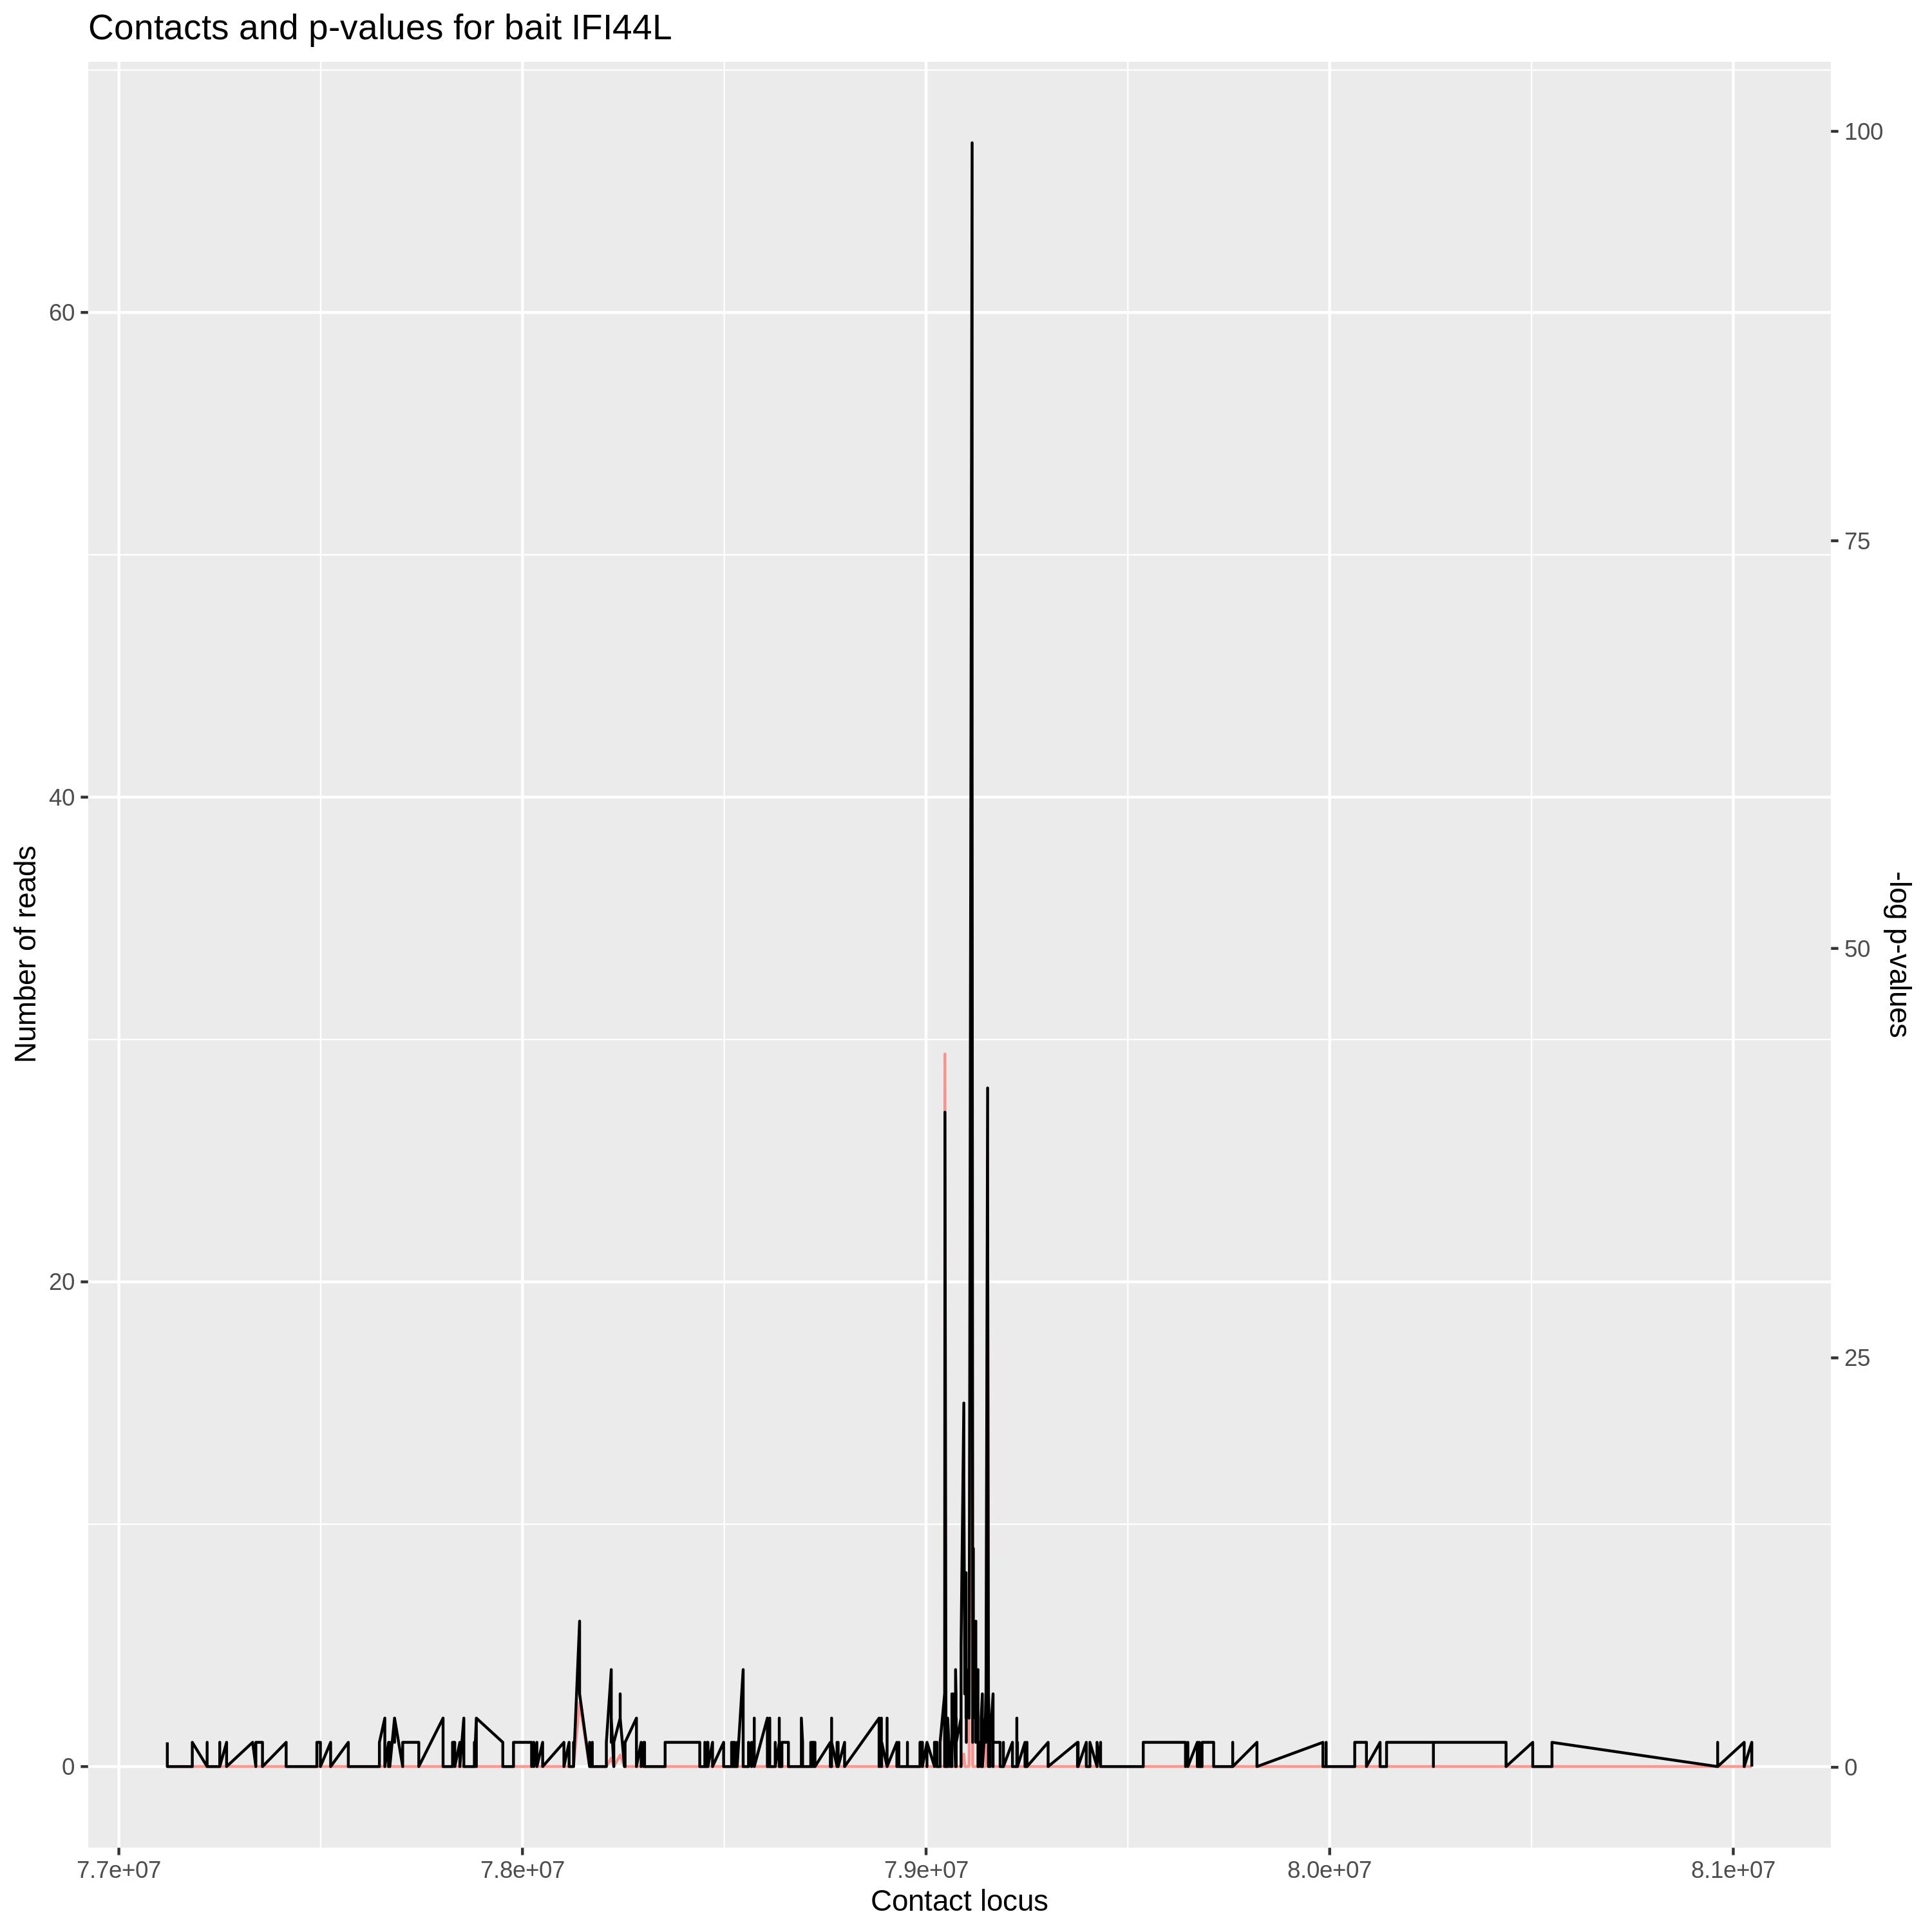 Contacts and p-values for bait IFI44L
Number of reads
60
40
20
0
100
75
50
25
0
-log p-values
7.7e+07
7.8e+07
7.9e+07
8.0e+07
8.1e+07
Contact locus